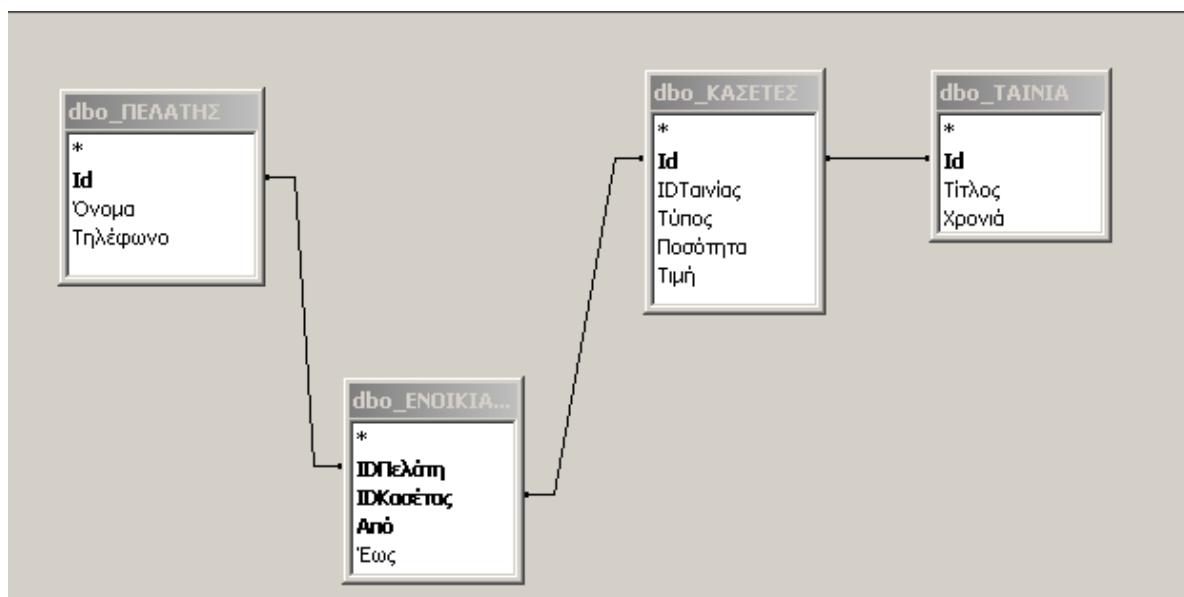 dbo_ΠΕΛΑΤΗΣ
*
Id
Όνομα
Τηλέφωνο
dbo_ΚΑΣΕΤΕΣ
*
Id
IDΤαινίας
Τύπος
Ποσότητα
Τιμή
dbo_ΤΑΙΝΙΑ
*
Id
Τίτλος
Χρονιά
dbo_ΕΝΟΙΚΙΑ...
*
IDΠελάτη
IDΚασέτας
Από
Έως